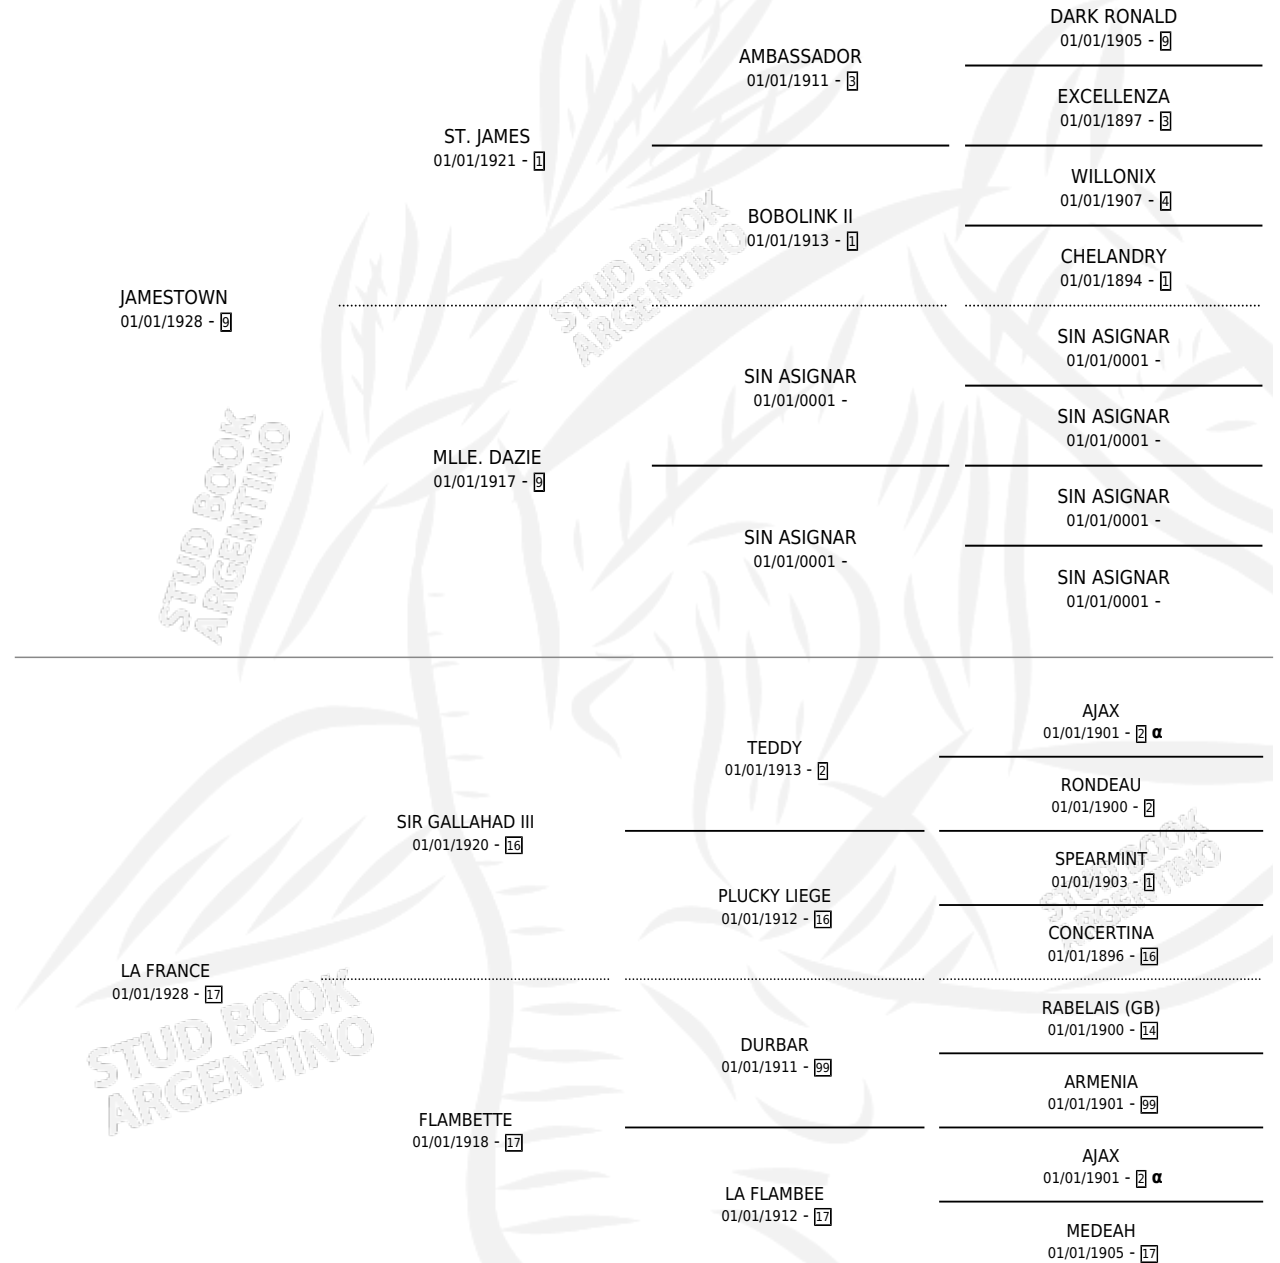 DARK RONALD
01/01/1905 - 9
AMBASSADOR
01/01/1911 - 3
EXCELLENZA
01/01/1897 - 3
ST. JAMES
01/01/1921 - 1
WILLONIX
01/01/1907 - 4
BOBOLINK II
01/01/1913 - 1
CHELANDRY
01/01/1894 - 1
JAMESTOWN
01/01/1928 - 9
SIN ASIGNAR
01/01/0001 -
SIN ASIGNAR
01/01/0001 -
SIN ASIGNAR
01/01/0001 -
MLLE. DAZIE
01/01/1917 - 9
SIN ASIGNAR
01/01/0001 -
SIN ASIGNAR
01/01/0001 -
SIN ASIGNAR
01/01/0001 -
STUD BOOK
ARGENTINO
STUD BOOK
ARGENTINO
AJAX
01/01/1901 - 2 α
TEDDY
01/01/1913 - 2
RONDEAU
01/01/1900 - 2
SIR GALLAHAD III
01/01/1920 - 16
SPEARMINT
01/01/1903 - 1
PLUCKY LIEGE
01/01/1912 - 16
CONCERTINA
01/01/1896 - 16
LA FRANCE
01/01/1928 - 17
RABELAIS (GB)
01/01/1900 - 14
DURBAR
01/01/1911 - 99
ARMENIA
01/01/1901 - 99
FLAMBETTE
01/01/1918 - 17
AJAX
01/01/1901 - 2 α
LA FLAMBEE
01/01/1912 - 17
MEDEAH
01/01/1905 - 17
STUD BOOK
ARGENTINO
STUD BOOK
ARGENTINO